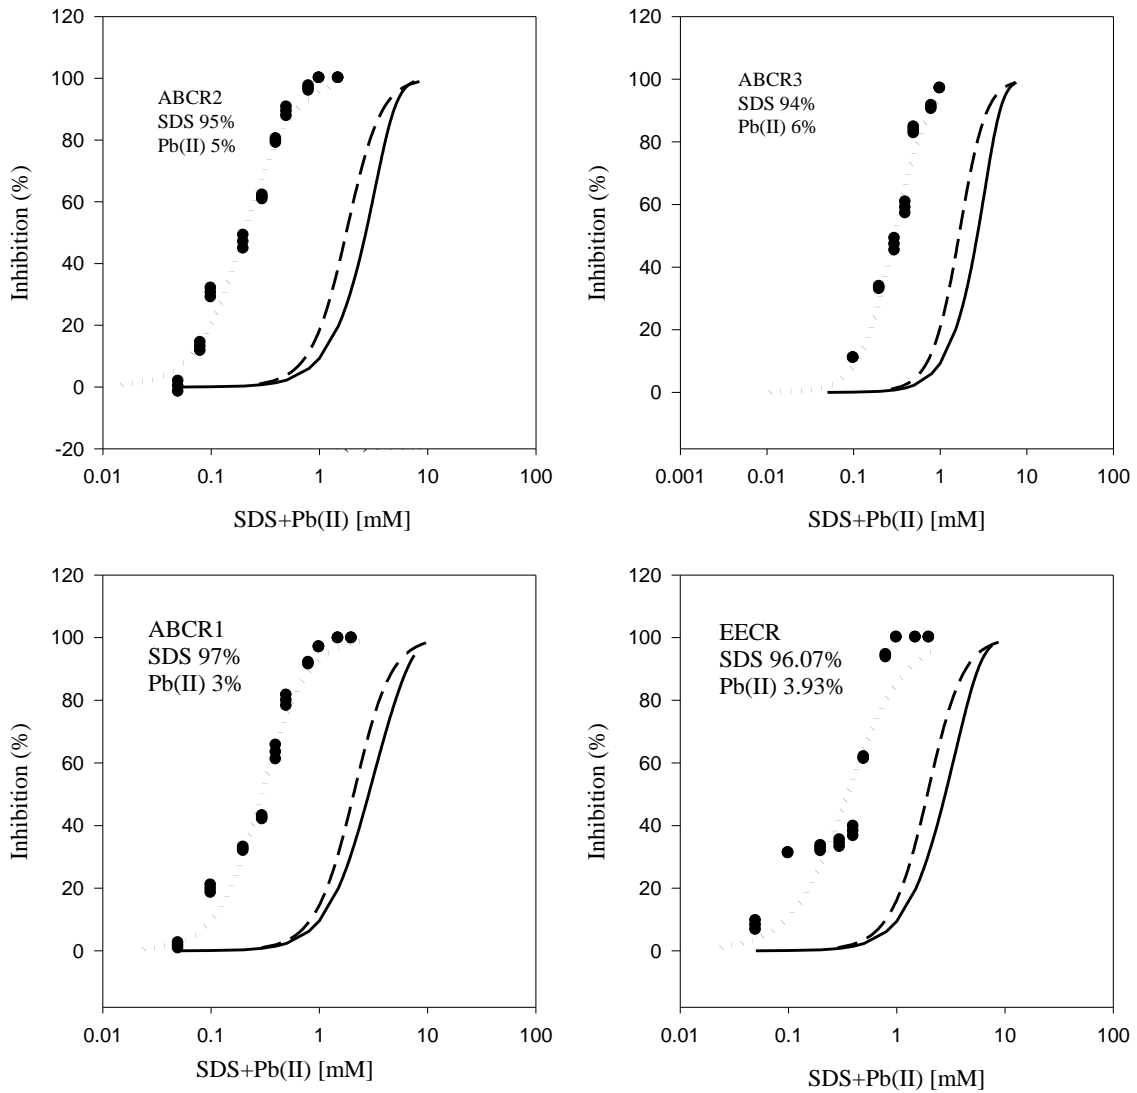 120
100
80
60
40
20
0
-20
Inhibition (%)
ABCR2
SDS 95%
Pb(II) 5%
0.01 0.1 1 10 100
SDS+Pb(II) [mM]
120
100
80
60
40
20
0
Inhibition (%)
ABCR3
SDS 94%
Pb(II) 6%
0.001 0.01 0.1 1 10 100
SDS+Pb(II) [mM]
120
100
80
60
40
20
0
Inhibition (%)
ABCR1
SDS 97%
Pb(II) 3%
0.01 0.1 1 10 100
SDS+Pb(II) [mM]
120
100
80
60
40
20
0
Inhibition (%)
EECR
SDS 96.07%
Pb(II) 3.93%
0.01 0.1 1 10 100
SDS+Pb(II) [mM]